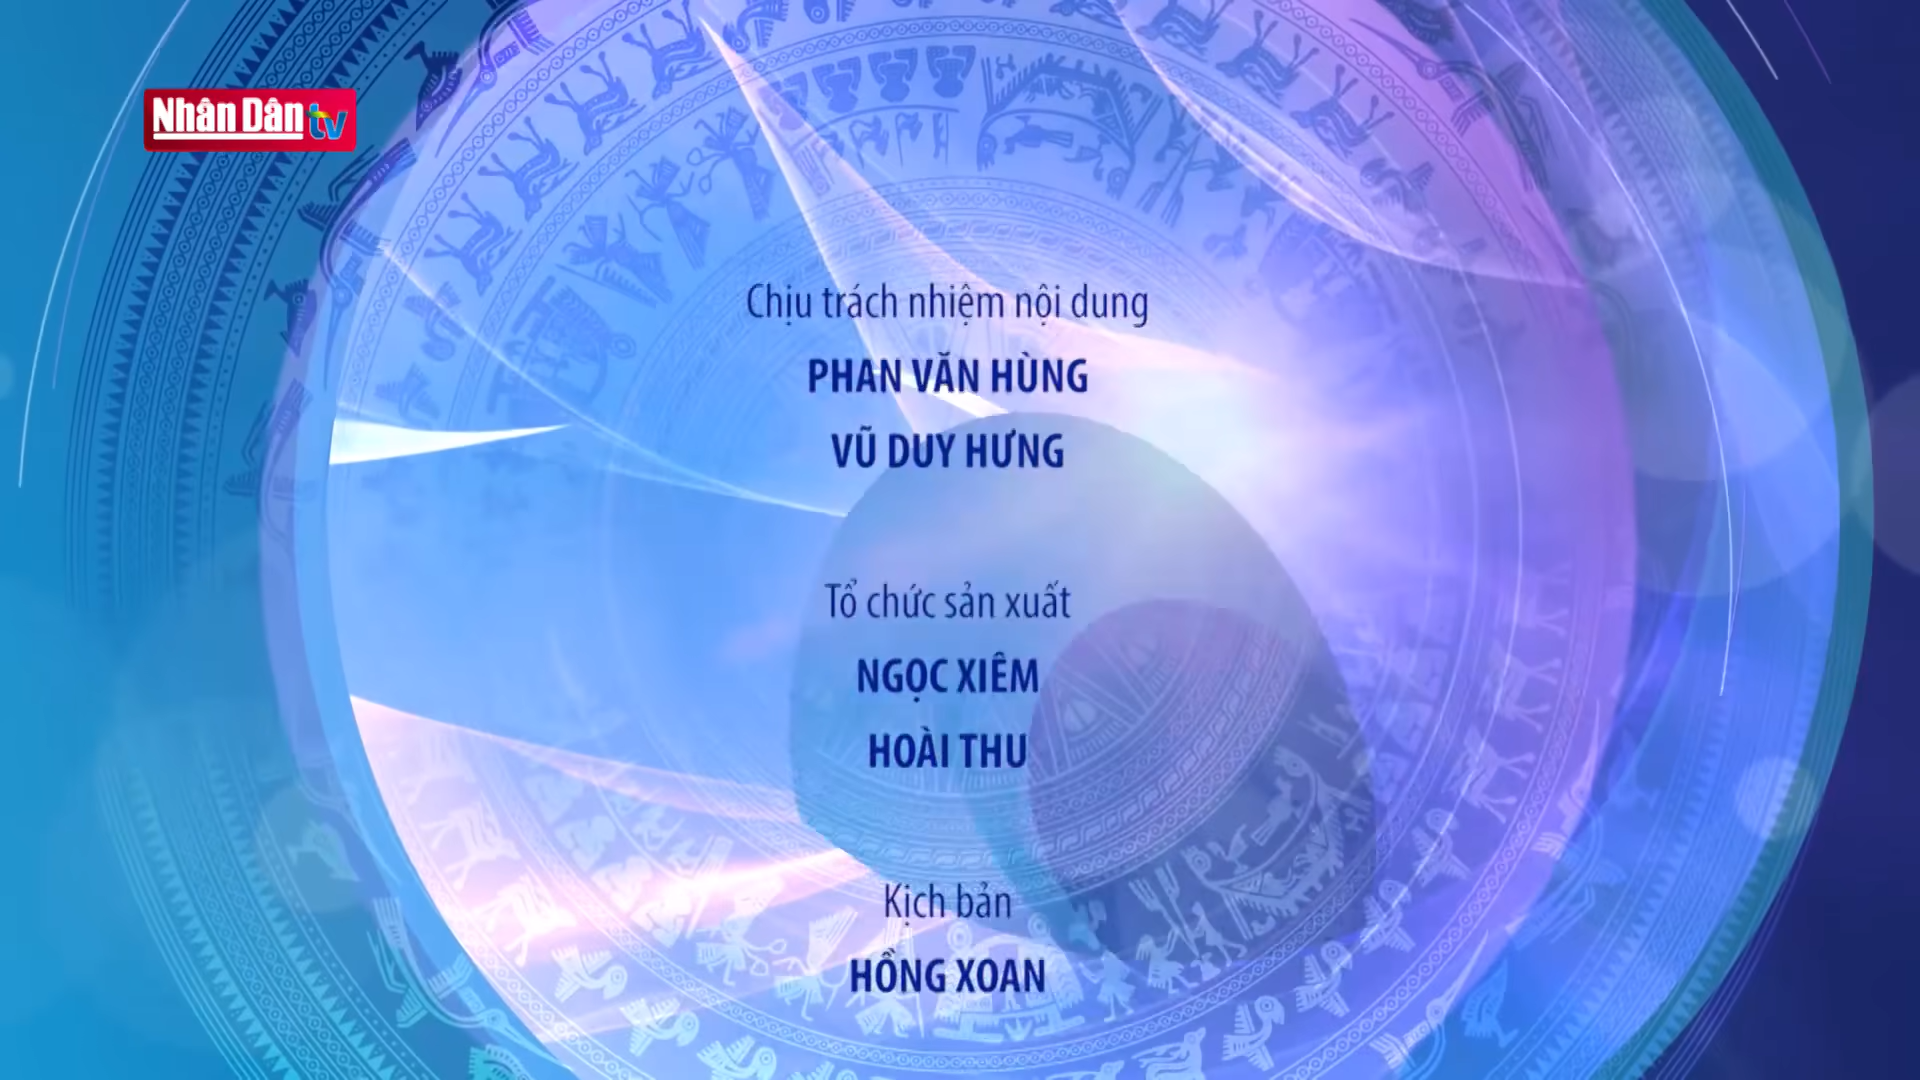 Nhân Dân tv
Chịu trách nhiệm nội dung
PHAN VĂN HÙNG
VŨ DUY HƯNG
Tổ chức sản xuất
NGỌC XIÊM
HOÀI THU
Kịch bản
HỒNG XOAN